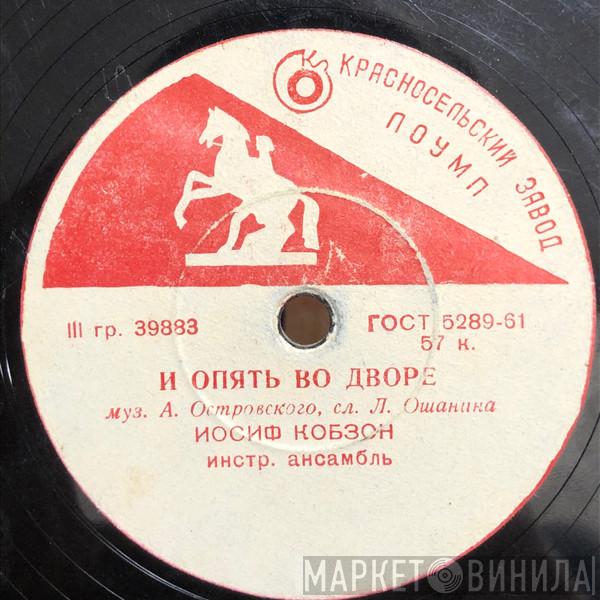 КРАСНОСЕЛЬСКИЙ ЗАВОД
ЛОУМП
III гр. 39883
ГОСТ 5289-61
57 к.
И ОПЯТЬ ВО ДВОРЕ
муз. А. Островского, сл. Л. Ошанина
ИОСИФ КОБЗОН
инстр. ансамбль
МАРКЕТ ВИНИЛА